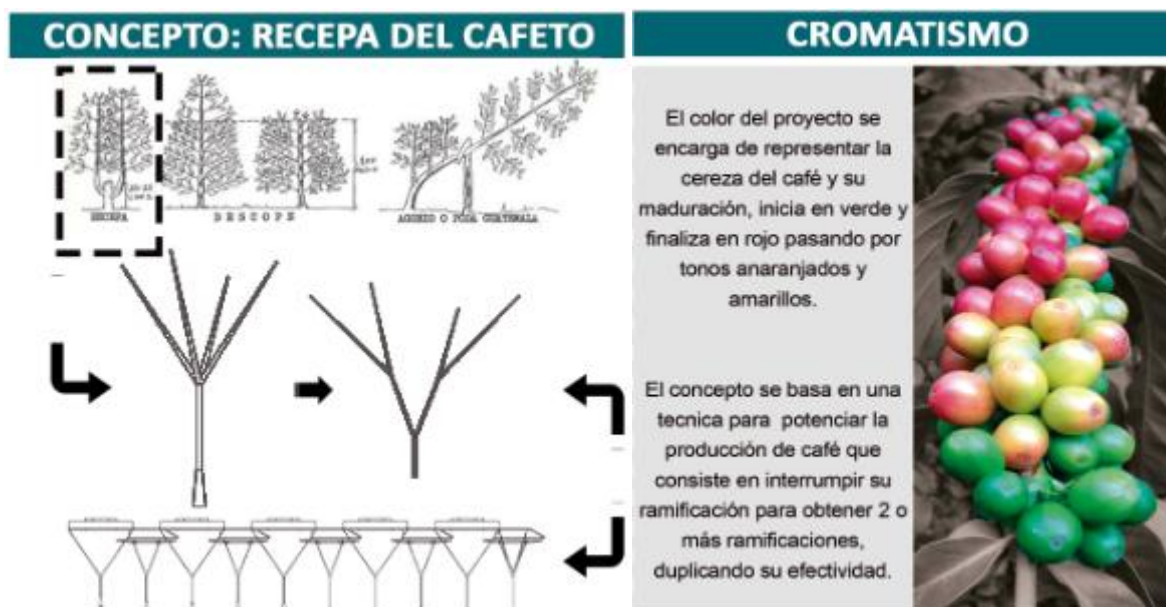 CONCEPTO: RECEPA DEL CAFETO
RECEPA
DESCOPE
AGOBIO O PODA GUATEMALA
CROMATISMO
El color del proyecto se
encarga de representar la
cereza del café y su
maduración, inicia en verde y
finaliza en rojo pasando por
tonos anaranjados y
amarillos.
El concepto se basa en una
tecnica para potenciar la
producción de café que
consiste en interrumpir su
ramificación para obtener 2 o
más ramificaciones,
duplicando su efectividad.